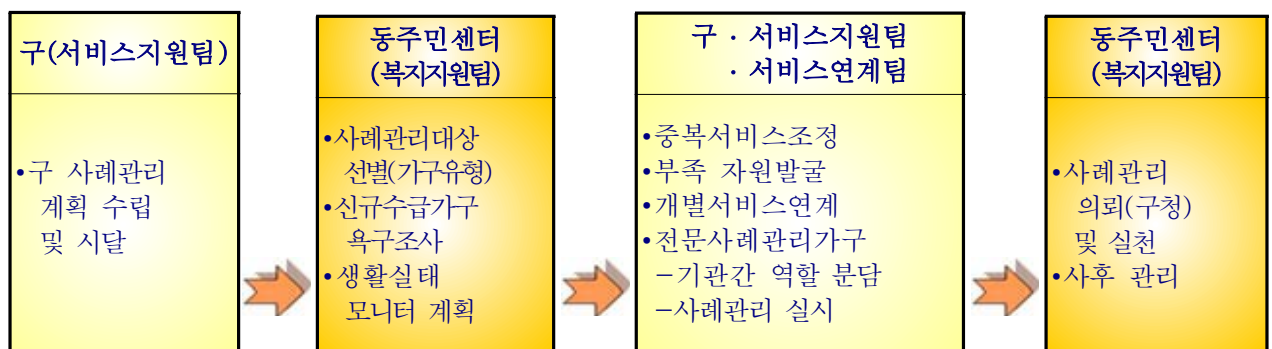 구(서비스지원팀)
•구 사례관리
계획 수립
및 시달
동주민센터
(복지지원팀)
•사례관리대상
선별(가구유형)
•신규수급가구
욕구조사
•생활실태
모니터 계획
구 · 서비스지원팀
· 서비스연계팀
•중복서비스조정
•부족 자원발굴
•개별서비스연계
•전문사례관리가구
-기관간 역할 분담
-사례관리 실시
동주민센터
(복지지원팀)
•사례관리
의뢰(구청)
및 실천
•사후 관리